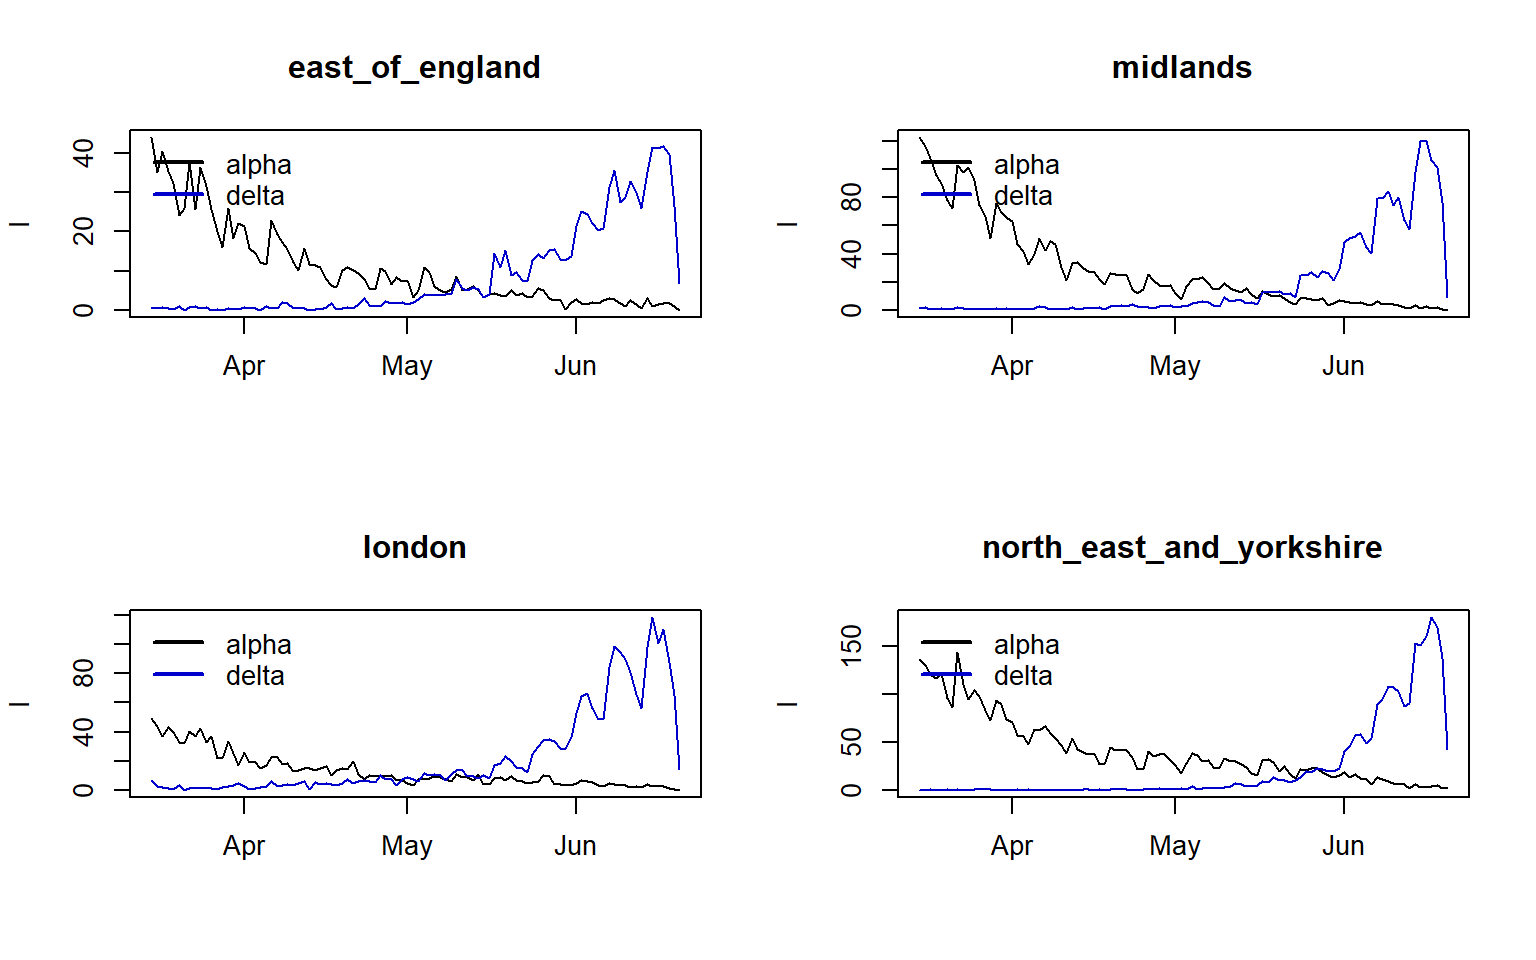 east_of_england
I
40
20
0
alpha
delta
Apr May Jun
midlands
I
80
40
0
alpha
delta
Apr May Jun
london
I
80
40
0
alpha
delta
Apr May Jun
north_east_and_yorkshire
I
150
50
0
alpha
delta
Apr May Jun